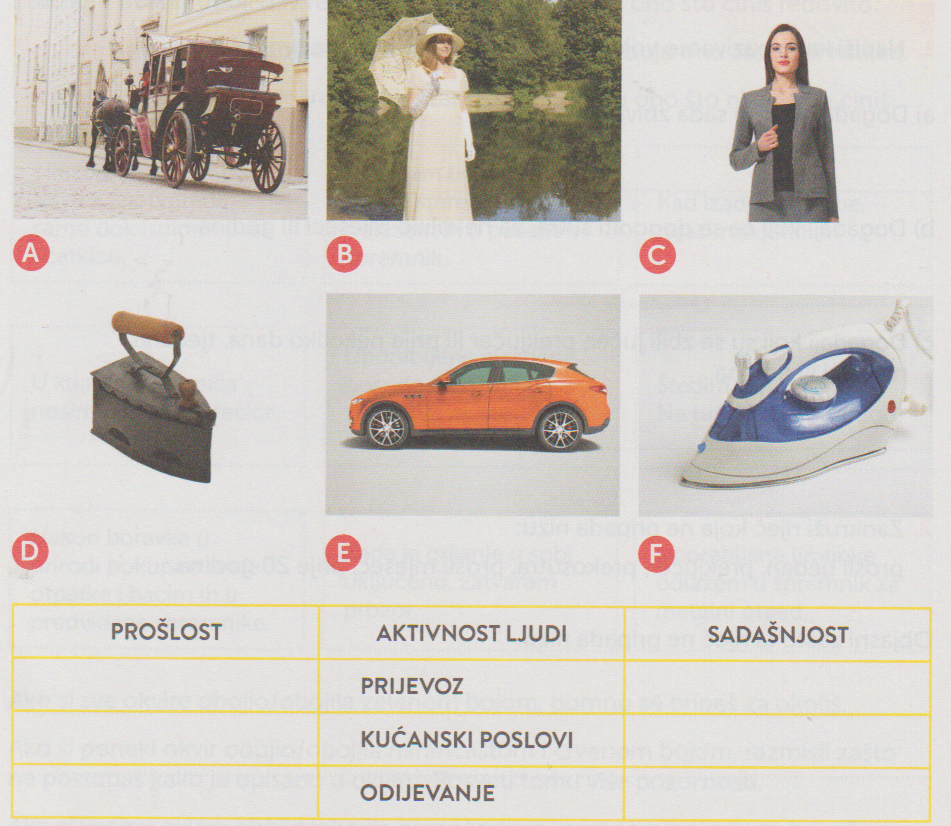 A
B
C
D
E
F
PROŠLOST AKTIVNOST LJUDI SADAŠNJOST
PRIJEVOZ
KUĆANSKI POSLOVI
ODIJEVANJE